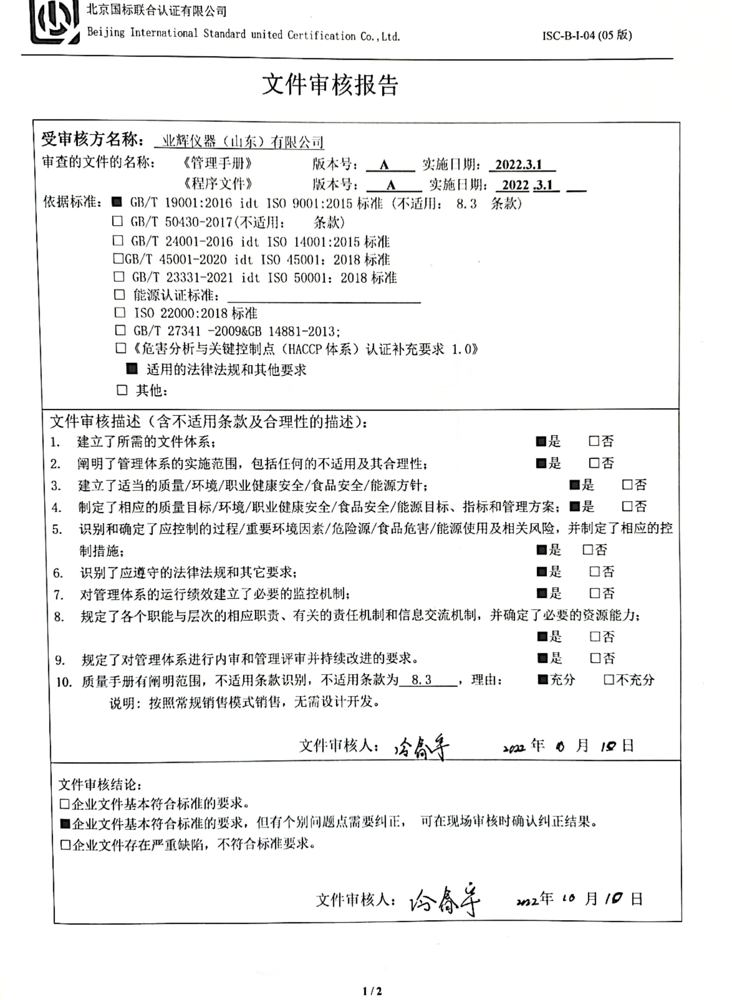 北京国标联合认证有限公司
Beijing International Standard united Certification Co.,Ltd. ISC-B-I-04 (05 版)
文件审核报告
受审核方名称: 业辉仪器（山东）有限公司
审查的文件的名称: 《管理手册》 版本号: A 实施日期: 2022.3.1
《程序文件》 版本号: A 实施日期: 2022 .3.1
依据标准: ■ GB/T 19001:2016 idt ISO 9001:2015 标准（不适用: 8.3 条款）
□ GB/T 50430-2017(不适用: 条款)
□ GB/T 24001-2016 idt ISO 14001:2015 标准
□GB/T 45001-2020 idt ISO 45001: 2018 标准
□ GB/T 23331-2021 idt ISO 50001: 2018 标准
□ 能源认证标准:
□ ISO 22000:2018 标准
□ GB/T 27341 -2009&GB 14881-2013;
□《危害分析与关键控制点（HACCP 体系）认证补充要求 1.0》
■ 适用的法律法规和其他要求
□ 其他:
文件审核描述（含不适用条款及合理性的描述）:
1. 建立了所需的文件体系; ■是 □否
2. 阐明了管理体系的实施范围，包括任何的不适用及其合理性; ■是 □否
3. 建立了适当的质量/环境/职业健康安全/食品安全/能源方针; ■是 □否
4. 制定了相应的质量目标/环境/职业健康安全/食品安全/能源目标、指标和管理方案; ■是 □否
5. 识别和确定了应控制的过程/重要环境因素/危险源/食品危害/能源使用及相关风险，并制定了相应的控
制措施; ■是 □否
6. 识别了应遵守的法律法规和其它要求; ■是 □否
7. 对管理体系的运行绩效建立了必要的监控机制; ■是 □否
8. 规定了各个职能与层次的相应职责、有关的责任机制和信息交流机制，并确定了必要的资源能力;
■是 □否
9. 规定了对管理体系进行内审和管理评审并持续改进的要求。 ■是 □否
10. 质量手册有阐明范围，不适用条款识别，不适用条款为 8.3 ，理由: ■充分 □不充分
说明: 按照常规销售模式销售，无需设计开发。
文件审核人: 2022 年 月 10 日
文件审核结论:
□企业文件基本符合标准的要求。
■企业文件基本符合标准的要求，但有个别问题点需要纠正， 可在现场审核时确认纠正结果。
□企业文件存在严重缺陷，不符合标准要求。
文件审核人: 2022年 10 月 10 日
1 / 2